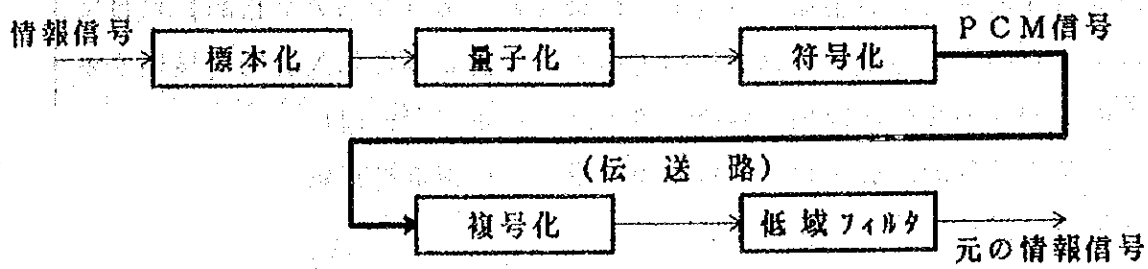 情報信号
標本化
量子化
符号化
PCM信号
(伝 送 路)
複号化
低域フィルタ
元の情報信号